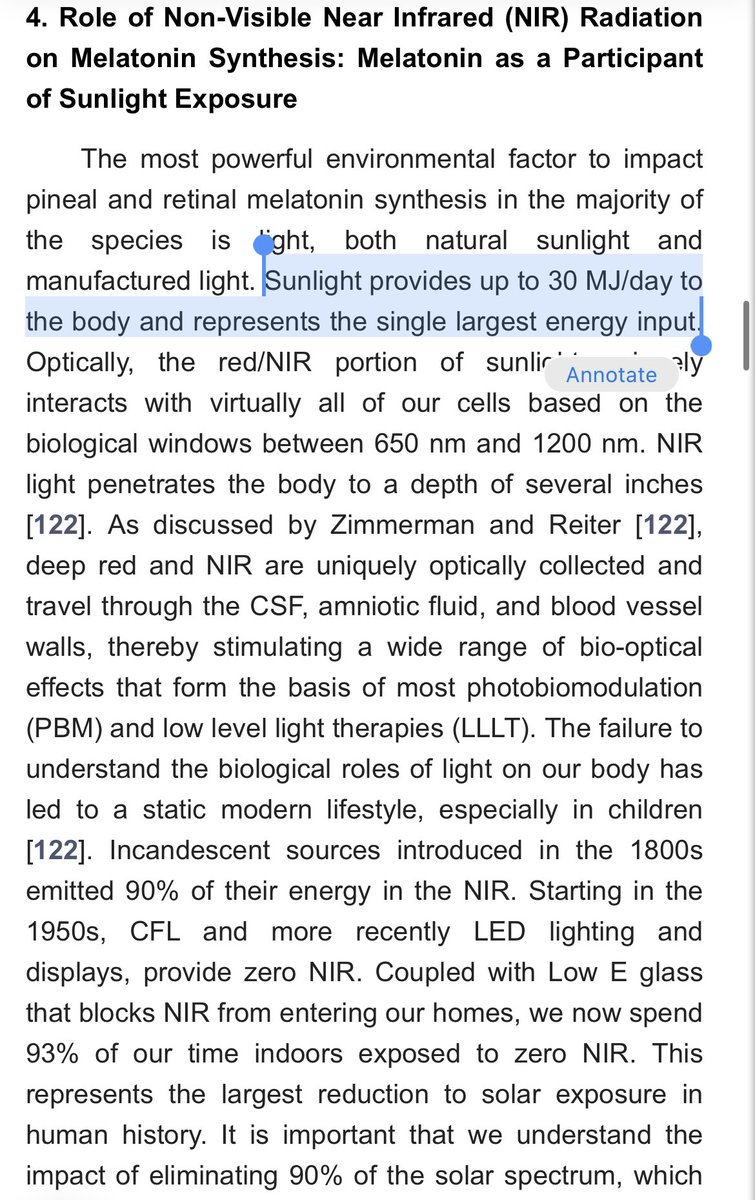 4. Role of Non-Visible Near Infrared (NIR) Radiation
on Melatonin Synthesis: Melatonin as a Participant
of Sunlight Exposure
The most powerful environmental factor to impact
pineal and retinal melatonin synthesis in the majority of
the species is light, both natural sunlight and
manufactured light. Sunlight provides up to 30 MJ/day to
the body and represents the single largest energy input.
Optically, the red/NIR portion of sunlight
Annotate
interacts with virtually all of our cells based on the
biological windows between 650 nm and 1200 nm. NIR
light penetrates the body to a depth of several inches
[122]. As discussed by Zimmerman and Reiter [122],
deep red and NIR are uniquely optically collected and
travel through the CSF, amniotic fluid, and blood vessel
walls, thereby stimulating a wide range of bio-optical
effects that form the basis of most photobiomodulation
(PBM) and low level light therapies (LLLT). The failure to
understand the biological roles of light on our body has
led to a static modern lifestyle, especially in children
[122]. Incandescent sources introduced in the 1800s
emitted 90% of their energy in the NIR. Starting in the
1950s, CFL and more recently LED lighting and
displays, provide zero NIR. Coupled with Low E glass
that blocks NIR from entering our homes, we now spend
93% of our time indoors exposed to zero NIR. This
represents the largest reduction to solar exposure in
human history. It is important that we understand the
impact of eliminating 90% of the solar spectrum, which